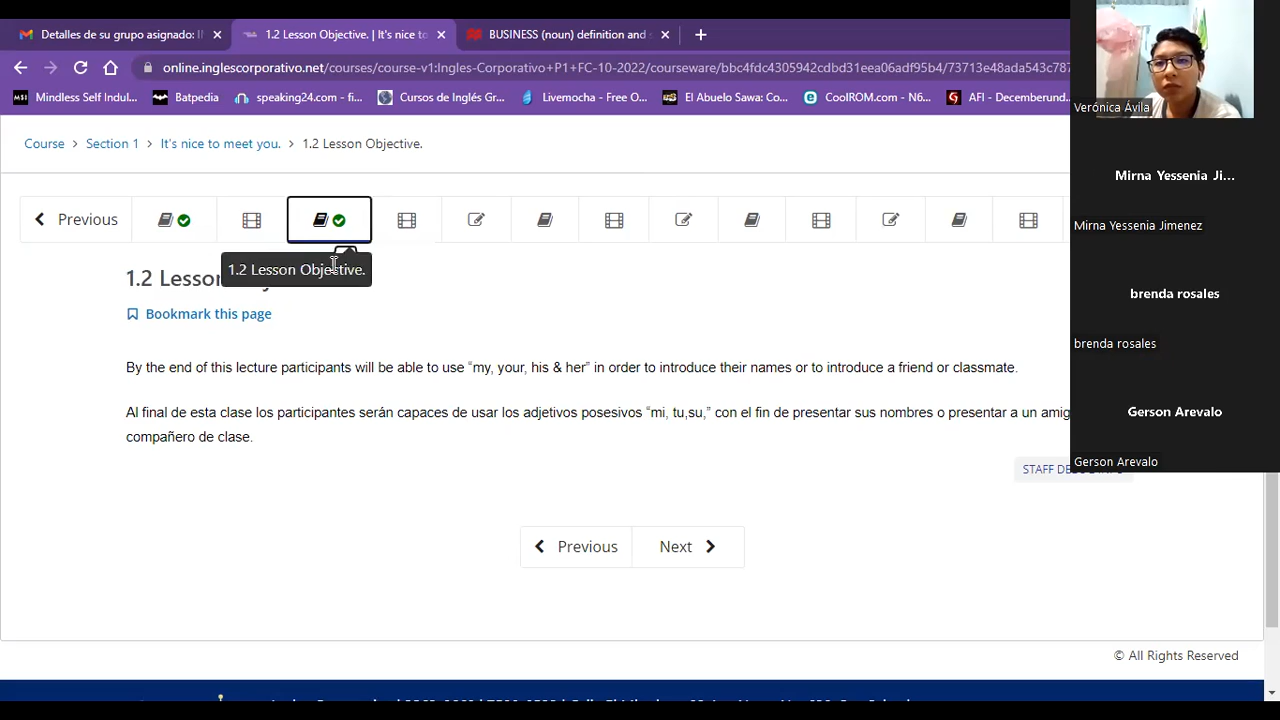 Detalles de su grupo asignado: I
1.2 Lesson Objective. | It's nice to
BUSINESS (noun) definition and
online.inglescorporativo.net/courses/course-v1:Ingles-Corporativo+P1+FC-10-2022/courseware/bbc4fdc4305942cdbd31eea06adf95b4/73713e48ada543c787
Mindless Self Indul...
Batpedia
speaking24.com - fi...
Cursos de Inglés Gr...
Livemocha - Free O...
El Abuelo Sawa: Co...
CoolROM.com - N6...
AFI - Decemberund...
Course > Section 1 > It's nice to meet you. > 1.2 Lesson Objective.
Previous
1.2 Lesson Objective.
1.2 Lesson
Bookmark this page
By the end of this lecture participants will be able to use “my, your, his & her” in order to introduce their names or to introduce a friend or classmate.
Al final de esta clase los participantes serán capaces de usar los adjetivos posesivos “mi, tu,su,” con el fin de presentar sus nombres o presentar a un amig
compañero de clase.
STAFF DE
Previous
Next
© All Rights Reserved
Verónica Ávila
Mirna Yessenia Ji...
Mirna Yessenia Jimenez
brenda rosales
brenda rosales
Gerson Arevalo
Gerson Arevalo